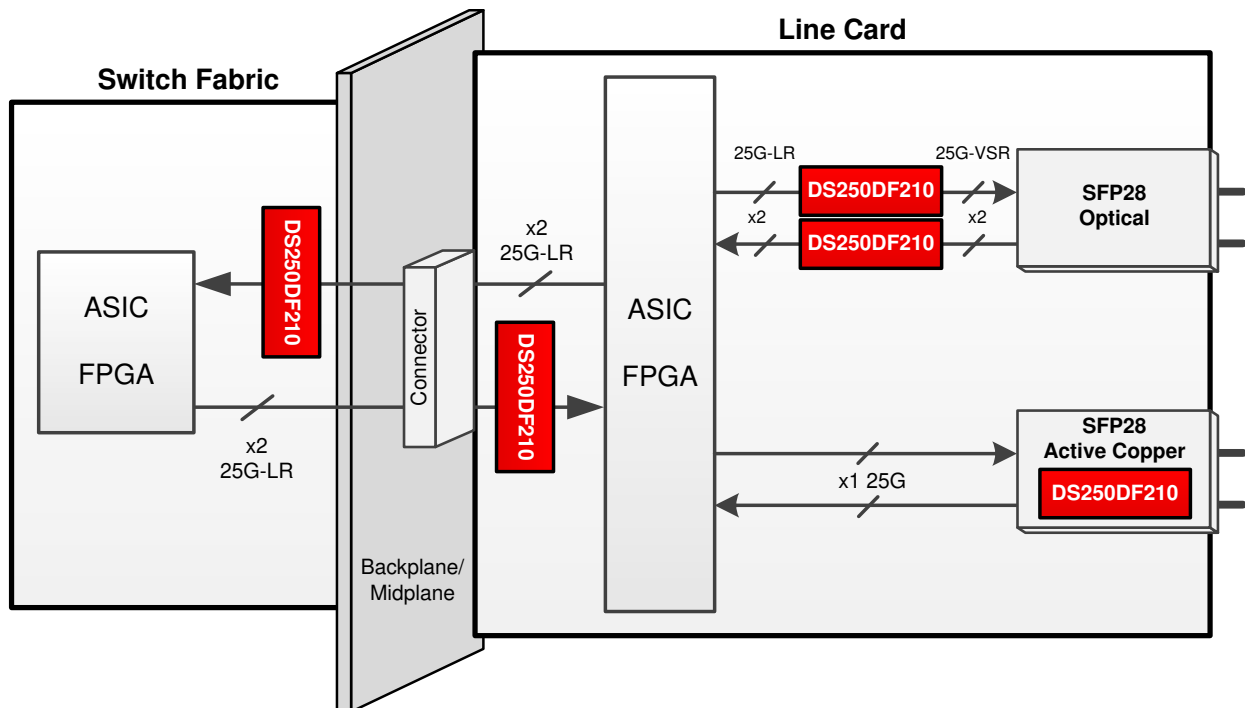 Switch Fabric
Line Card
DS250DF210
ASIC
FPGA
x2
25G-LR
Connector
Backplane/
Midplane
x2
25G-LR
DS250DF210
ASIC
FPGA
25G-LR
DS250DF210
25G-VSR
x2
DS250DF210
x2
SFP28
Optical
x1 25G
SFP28
Active Copper
DS250DF210